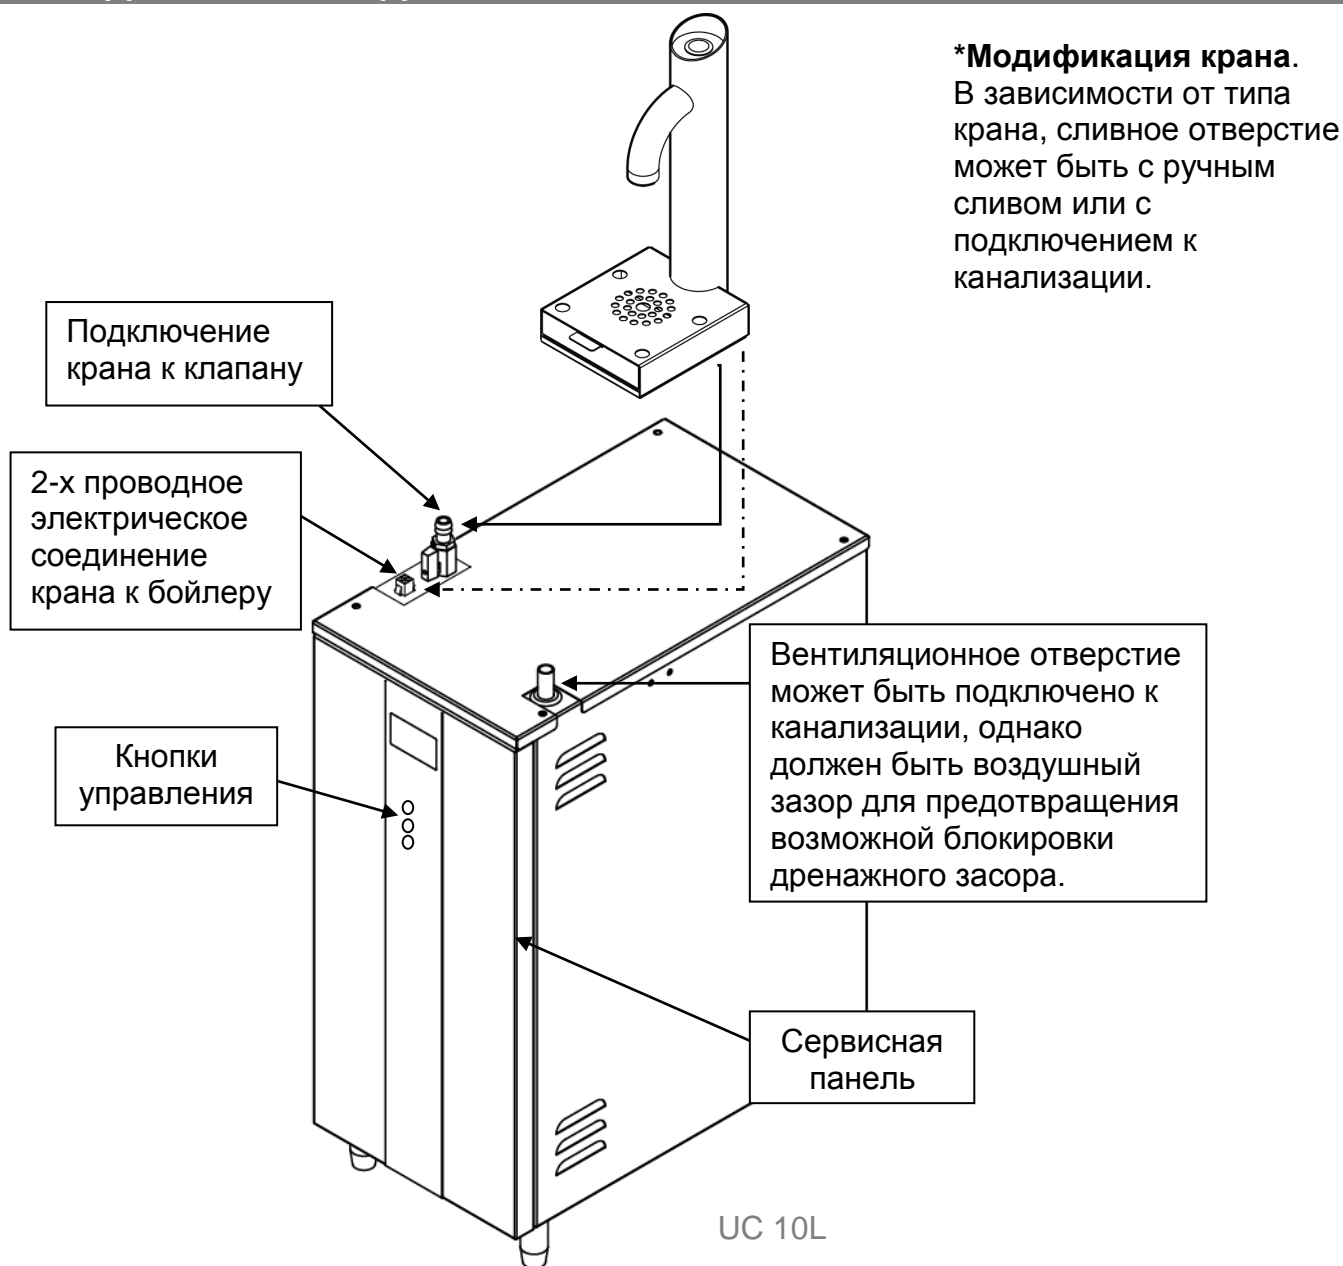 *Модификация крана.
В зависимости от типа
крана, сливное отверстие
может быть с ручным
сливом или с
подключением к
канализации.
Подключение
крана к клапану
2-х проводное
электрическое
соединение
крана к бойлеру
Вентиляционное отверстие
может быть подключено к
канализации, однако
должен быть воздушный
зазор для предотвращения
возможной блокировки
дренажного засора.
Кнопки
управления
Сервисная
панель
UC 10L